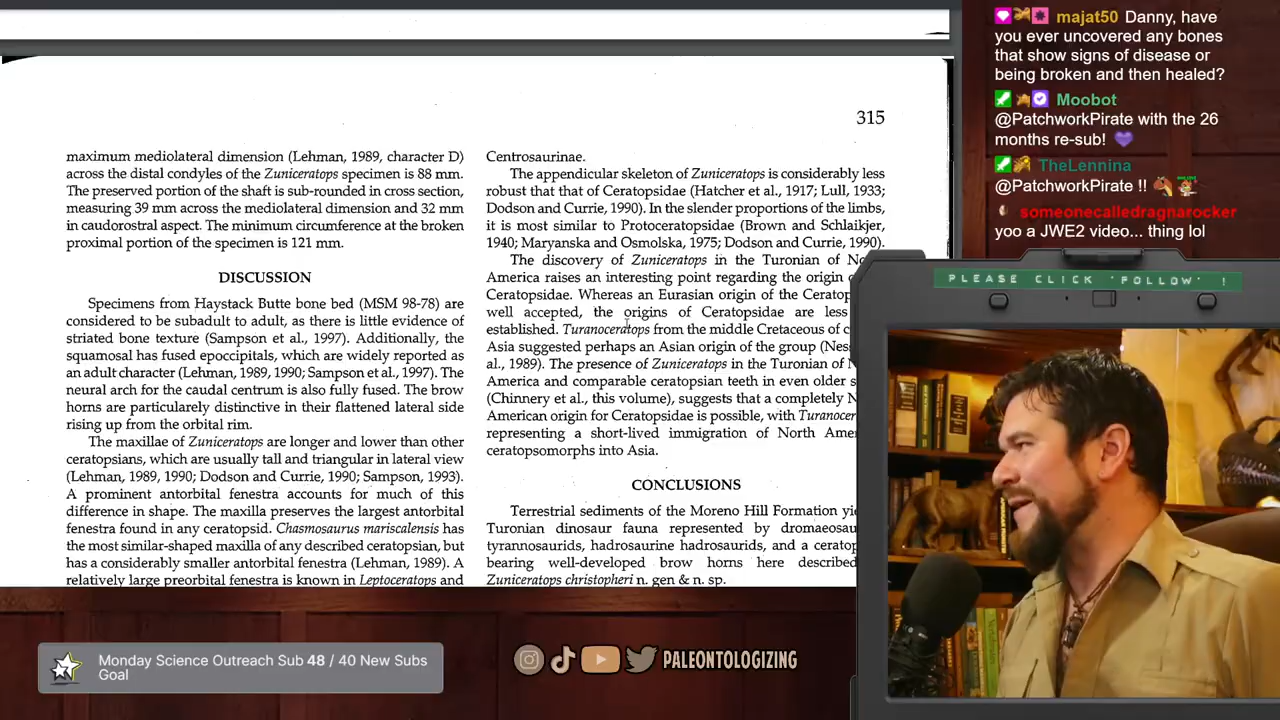 315
maximum mediolateral dimension (Lehman, 1989, character D)
across the distal condyles of the Zuniceratops specimen is 88 mm.
The preserved portion of the shaft is sub-rounded in cross section,
measuring 39 mm across the mediolateral dimension and 32 mm
in caudorostral aspect. The minimum circumference at the broken
proximal portion of the specimen is 121 mm.
DISCUSSION
Specimens from Haystack Butte bone bed (MSM 98-78) are
considered to be subadult to adult, as there is little evidence of
striated bone texture (Sampson et al., 1997). Additionally, the
squamosal has fused epoccipitals, which are widely reported as
an adult character (Lehman, 1989, 1990; Sampson et al., 1997). The
neural arch for the caudal centrum is also fully fused. The brow
horns are particularly distinctive in their flattened lateral side
rising up from the orbital rim.
The maxillae of Zuniceratops are longer and lower than other
ceratopsians, which are usually tall and triangular in lateral view
(Lehman, 1989, 1990; Dodson and Currie, 1990; Sampson, 1993).
A prominent antorbital fenestra accounts for much of this
difference in shape. The maxilla preserves the largest antorbital
fenestra found in any ceratopsid. Chasmosaurus mariscalensis has
the most similar-shaped maxilla of any described ceratopsian, but
has a considerably smaller antorbital fenestra (Lehman, 1989). A
relatively large preorbital fenestra is known in Leptoceratops and
Centrosaurinae.
The appendicular skeleton of Zuniceratops is considerably less
robust that that of Ceratopsidae (Hatcher et al., 1917; Lull, 1933;
Dodson and Currie, 1990). In the slender proportions of the limbs,
it is most similar to Protoceratopsidae (Brown and Schlaikjer,
1940; Maryanska and Osmolska, 1975; Dodson and Currie, 1990).
The discovery of Zuniceratops in the Turonian of
America raises an interesting point regarding the origin
Ceratopsidae. Whereas an Eurasian origin of the
well accepted, the origins of Ceratopsidae are less
established. Turanoceratops from the middle Cretaceous of
Asia suggested perhaps an Asian origin of the group
al., 1989). The presence of Zuniceratops in the Turonian of
America and comparable ceratopsian teeth in even older
(Chinnery et al., this volume), suggests that a completely
American origin for Ceratopsidae is possible, with
representing a short-lived immigration of North
ceratopsomorphs into Asia.
CONCLUSIONS
Terrestrial sediments of the Moreno Hill Formation
Turonian dinosaur fauna represented by
tyrannosaurids, hadrosaurine hadrosaurids, and a
bearing well-developed brow horns here described
Zuniceratops christopheri n. gen & n. sp.
majat50 Danny, have
you ever uncovered any bones
that show signs of disease or
being broken and then healed?
Moobot
@PatchworkPirate with the 26
months re-sub!
TheLennina
@PatchworkPirate !!
someonecalledragnarocker
yoo a JWE2 video... thing lol
PLEASE CLICK 'FOLLOW' !
Monday Science Outreach Sub 48 / 40 New Subs
Goal
PALEONTOLOGIZING